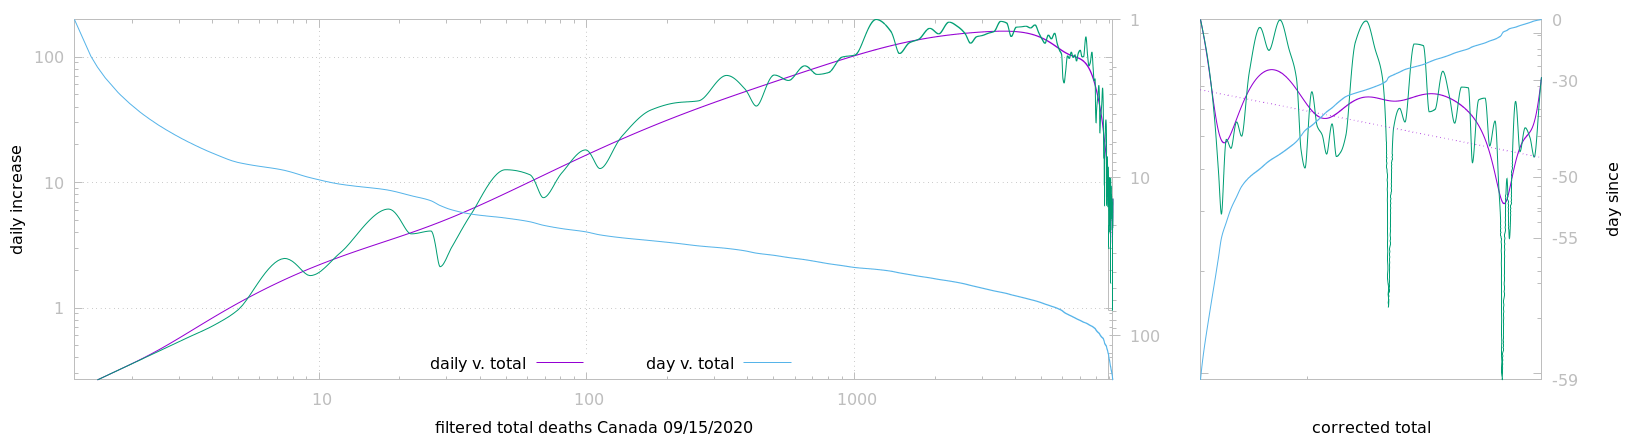 100
10
1
daily increase
10
100
1000
filtered total deaths Canada 09/15/2020
daily v. total
day v. total
1
10
100
0
-30
-50
-55
-59
day since
corrected total